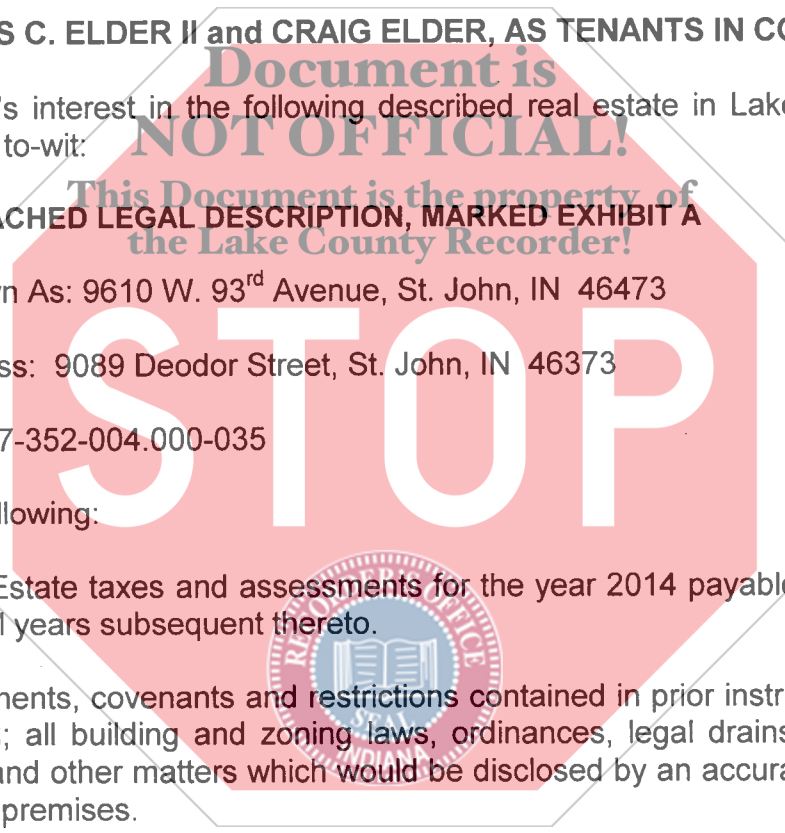 S C. ELDER II and CRAIG ELDER, AS TENANTS IN CO
Document is
's interest in the following described real estate in Lake
NOT OFFICIAL!
to-wit:
This Document is the property of
ACHED LEGAL DESCRIPTION, MARKED EXHIBIT A
the Lake County Recorder!
n As: 9610 W. 93rd Avenue, St. John, IN 46473
ss: 9089 Deodor Street, St. John, IN 46373
STOP
7-352-004.000-035
llowing:
Estate taxes and assessments for the year 2014 payable
l years subsequent thereto.
RECORDER'S OFFICE
nents, covenants and restrictions contained in prior instr
SEAL
; all building and zoning laws, ordinances, legal drains
INDIANA
and other matters which would be disclosed by an accura
premises.